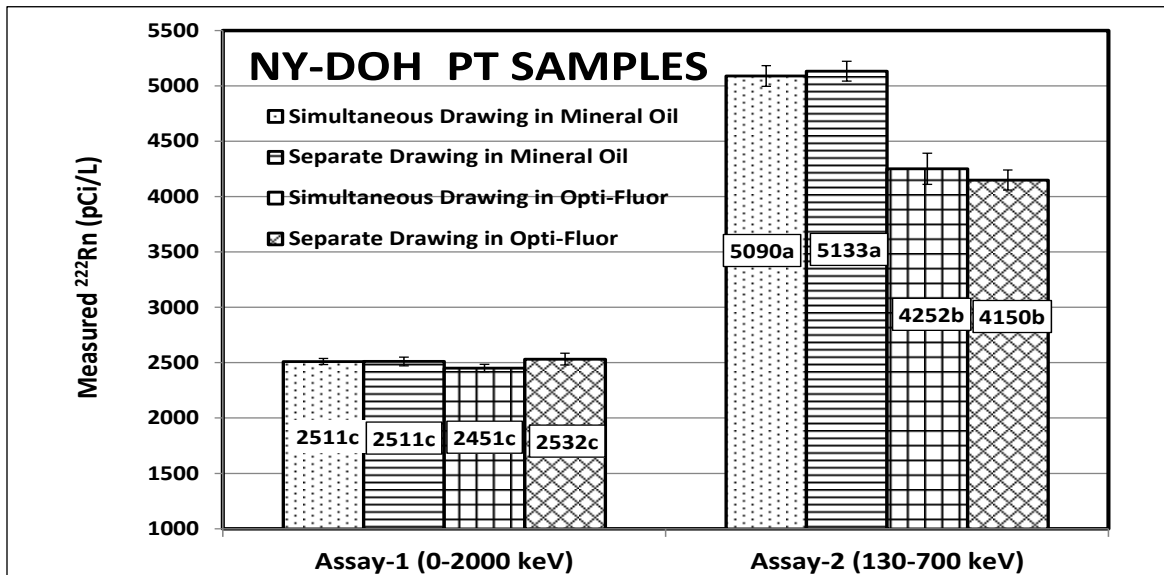 NY-DOH PT SAMPLES
Simultaneous Drawing in Mineral Oil
Separate Drawing in Mineral Oil
Simultaneous Drawing in Opti-Fluor
Separate Drawing in Opti-Fluor
Measured ²²²Rn (pCi/L)
5500
5000
4500
4000
3500
3000
2500
2000
1500
1000
2511c
2511c
2451c
2532c
5090a
5133a
4252b
4150b
Assay-1 (0-2000 keV)
Assay-2 (130-700 keV)